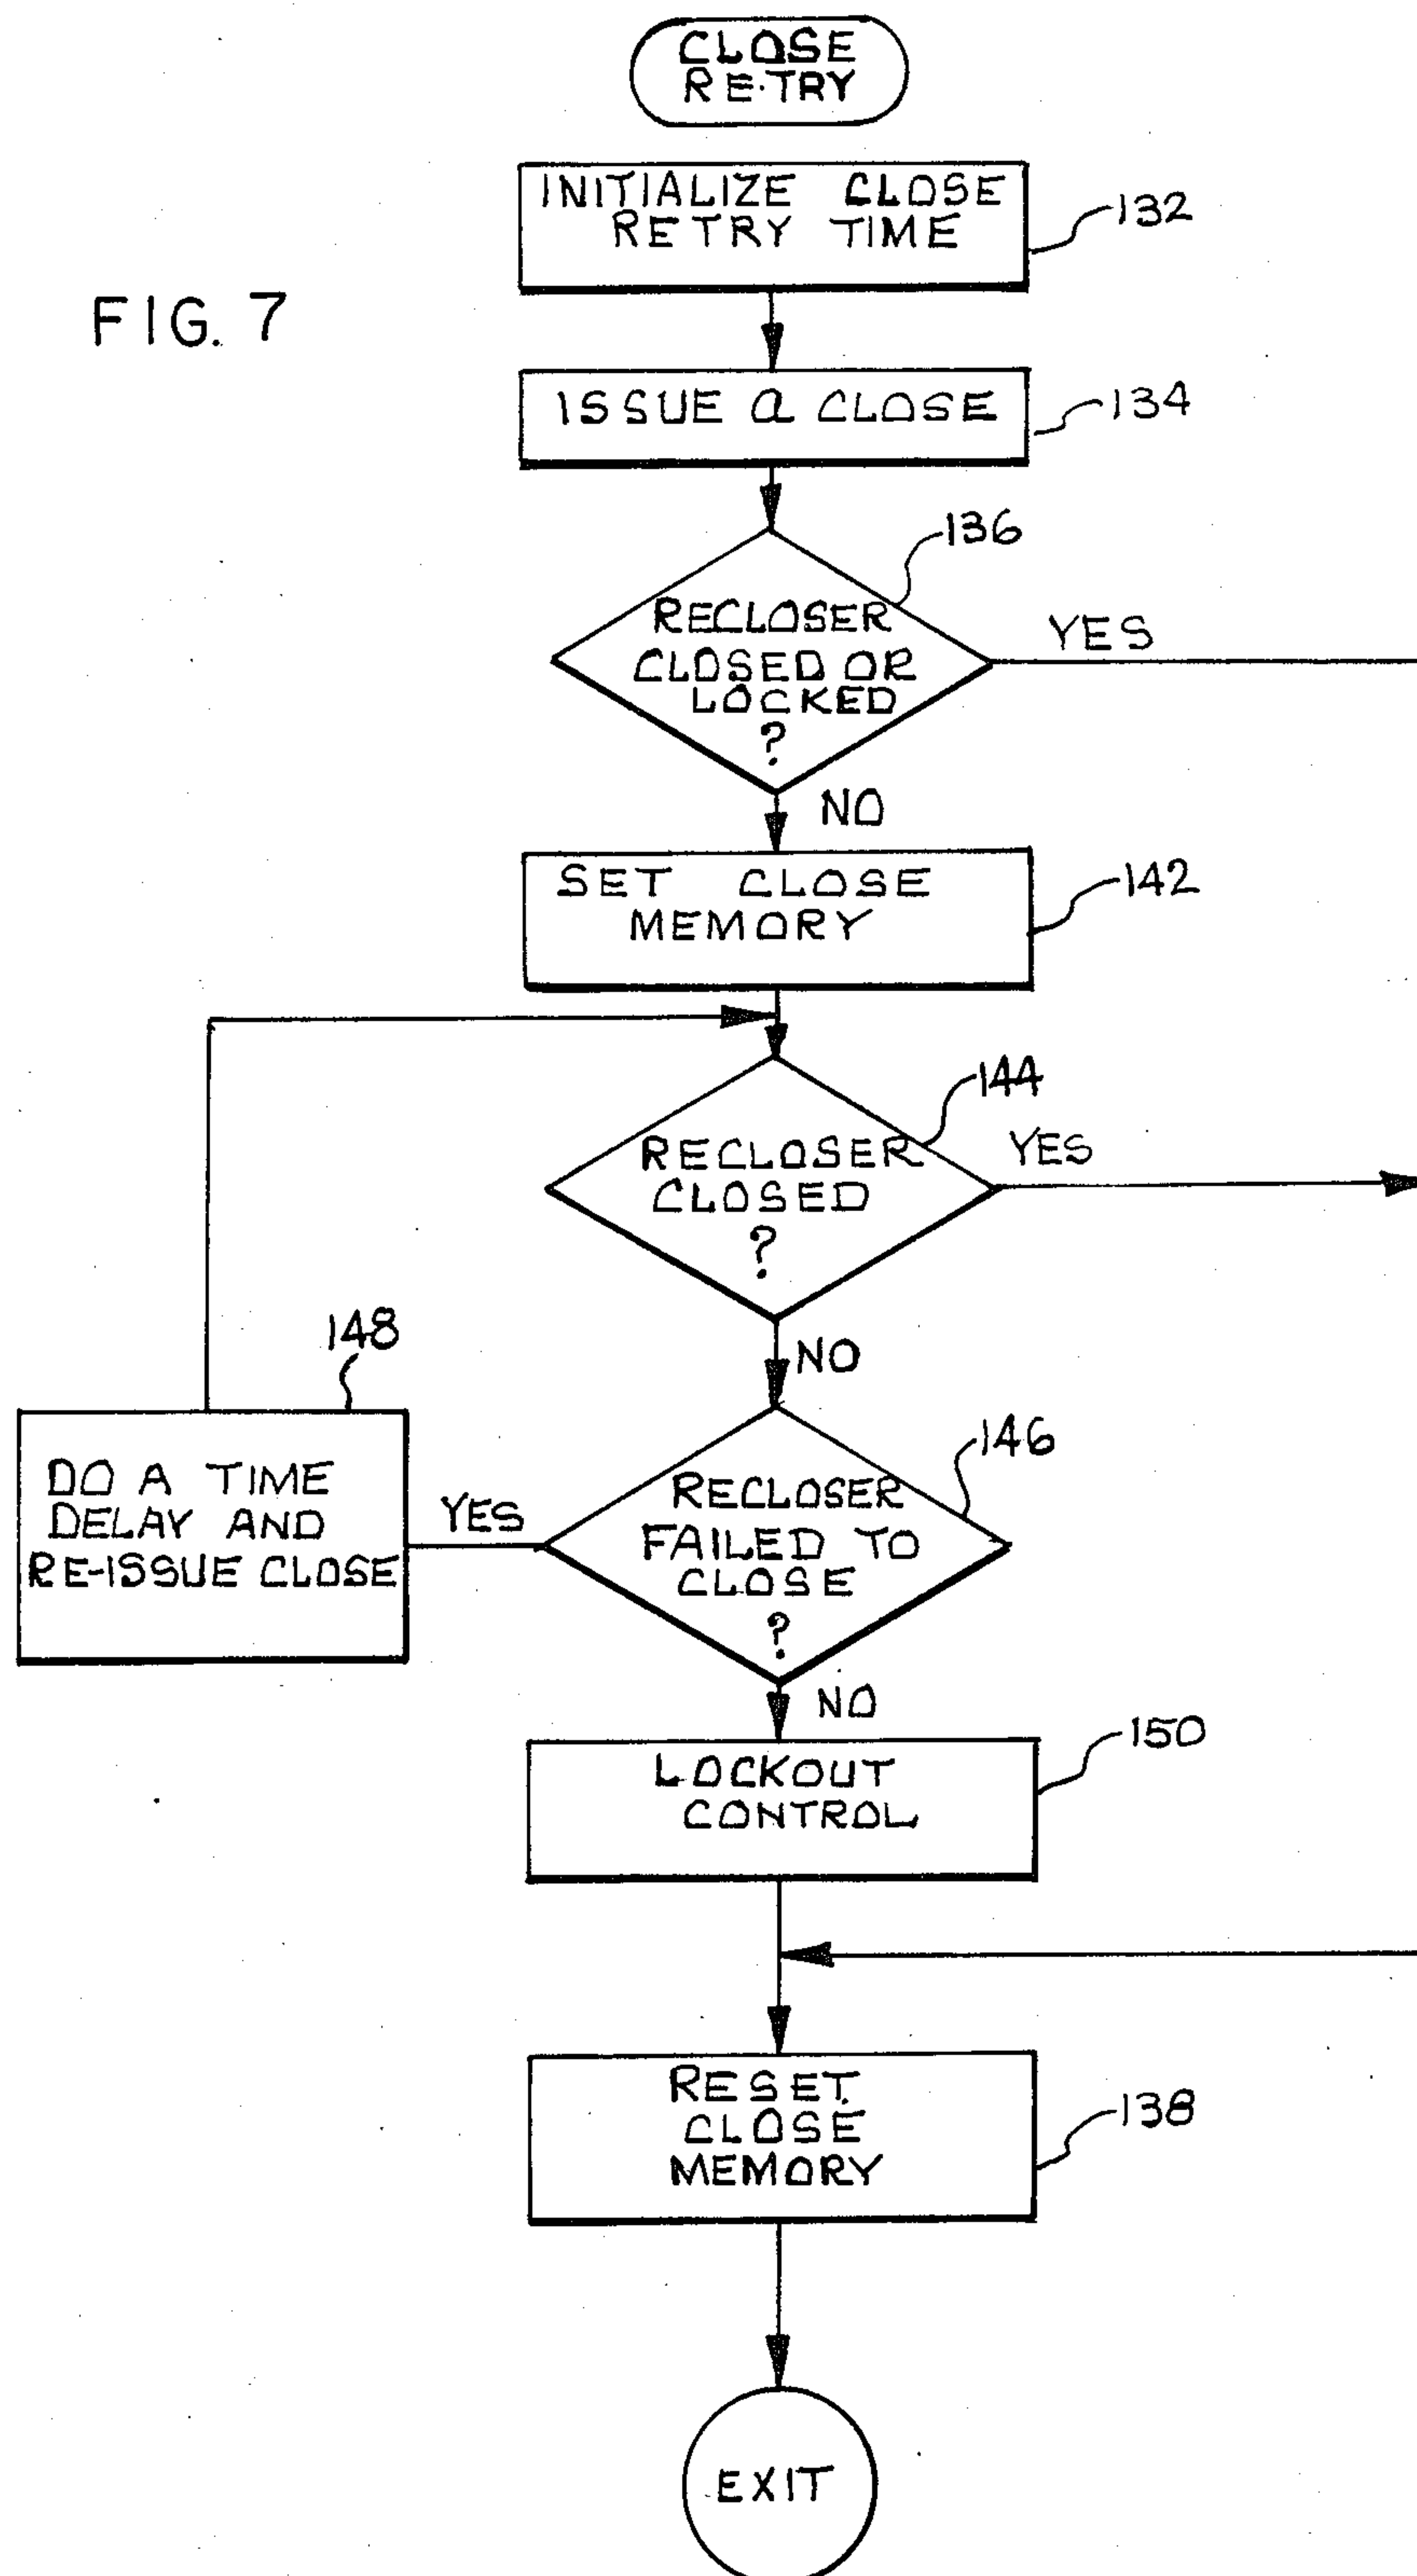 CLOSE
RE-TRY
INITIALIZE CLOSE
RETRY TIME
132
FIG. 7
ISSUE a CLOSE
134
136
RECLOSER
CLOSED OR
LOCKED
?
YES
NO
SET CLOSE
MEMORY
142
144
RECLOSER
CLOSED
?
YES
NO
148
DO A TIME
DELAY AND
RE-ISSUE CLOSE
YES
146
RECLOSER
FAILED TO
CLOSE
?
NO
150
LOCKOUT
CONTROL
RESET
CLOSE
MEMORY
138
EXIT